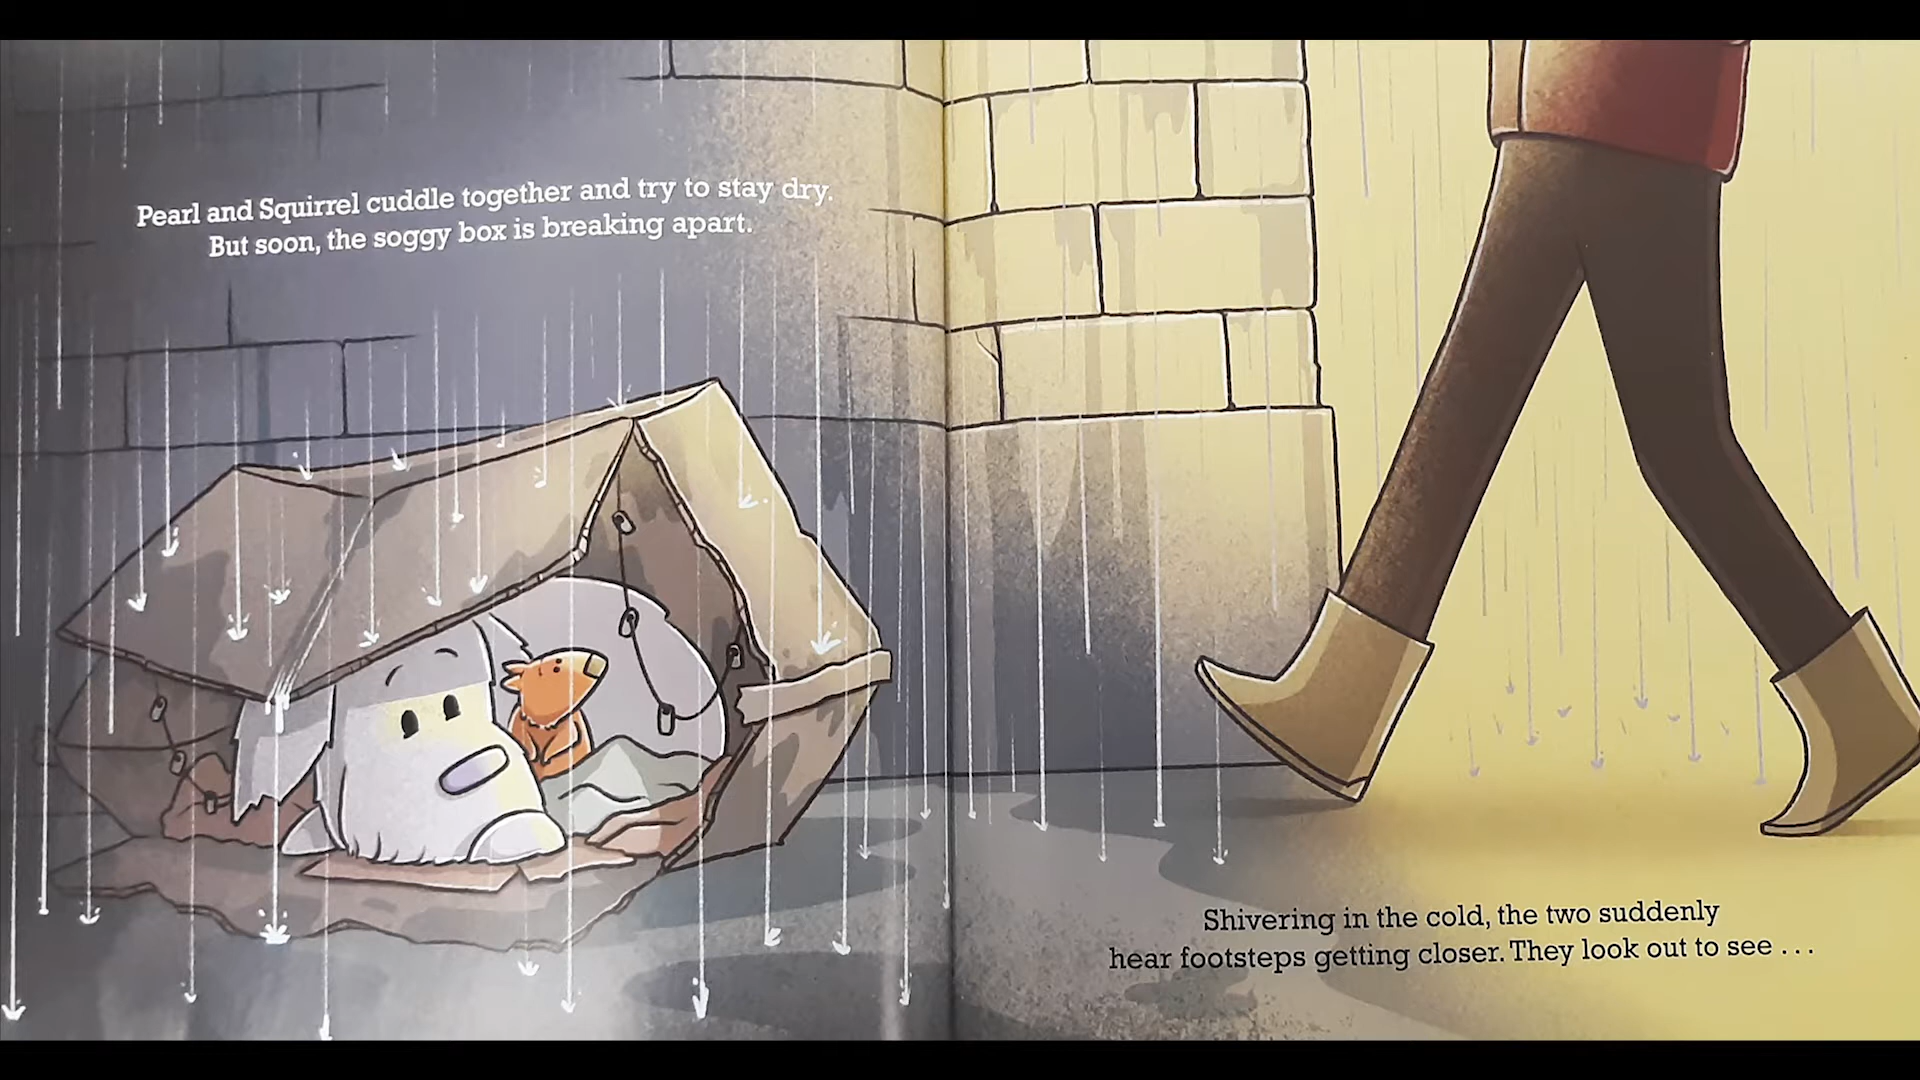 Pearl and Squirrel cuddle together and try to stay dry.
But soon, the soggy box is breaking apart.
Shivering in the cold, the two suddenly
hear footsteps getting closer. They look out to see . . .